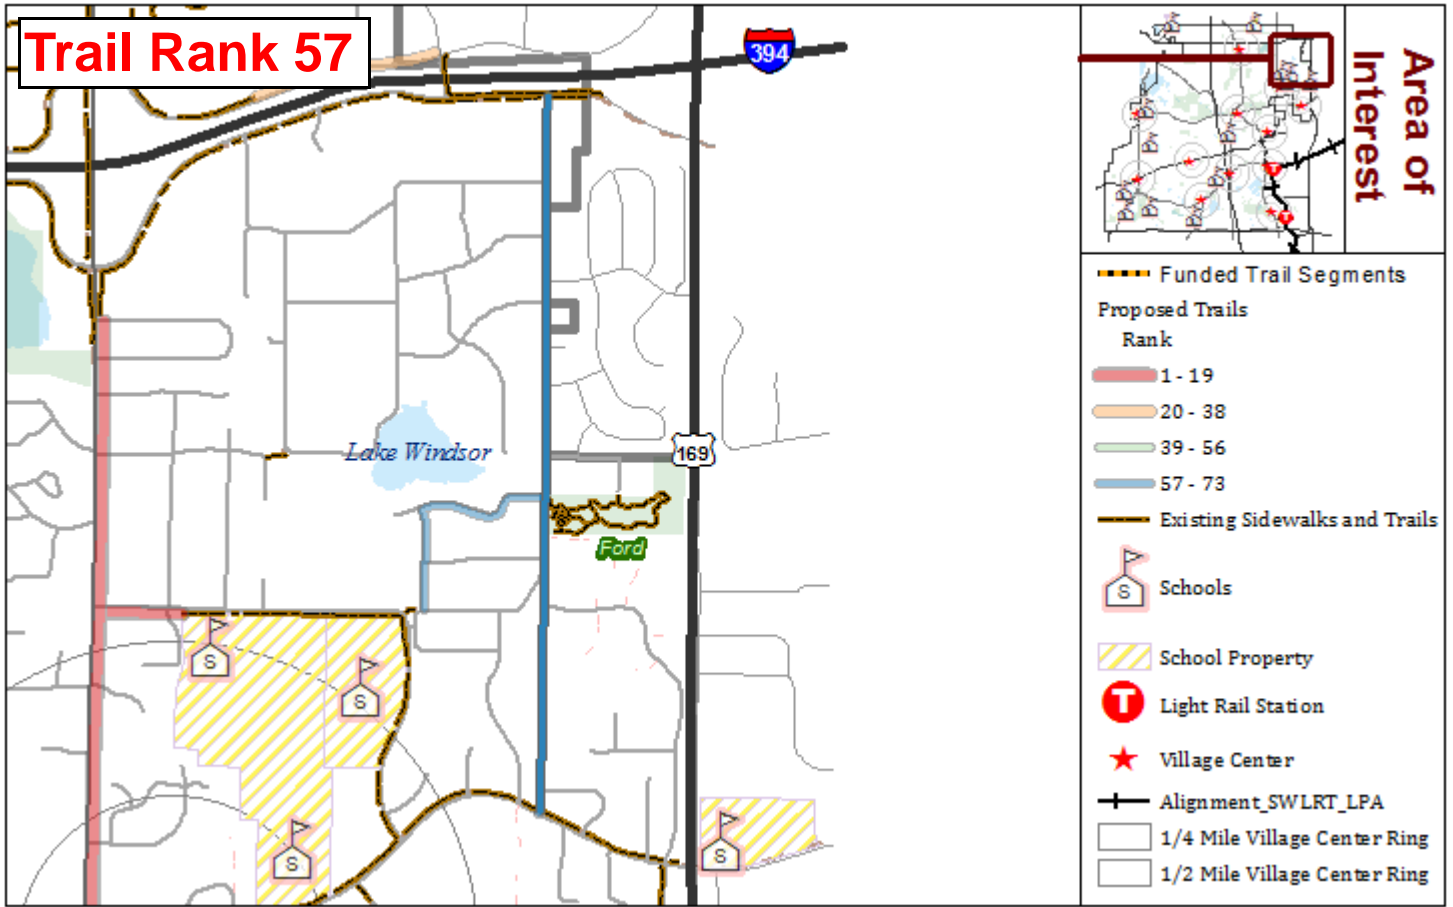 Trail Rank 57
394
169
Lake Windsor
Ford
S
S
S
S
Area of
Interest
T
T
Funded Trail Segments
Proposed Trails
Rank
1 - 19
20 - 38
39 - 56
57 - 73
Existing Sidewalks and Trails
S
Schools
School Property
T
Light Rail Station
Village Center
Alignment_SWLRT_LPA
1/4 Mile Village Center Ring
1/2 Mile Village Center Ring